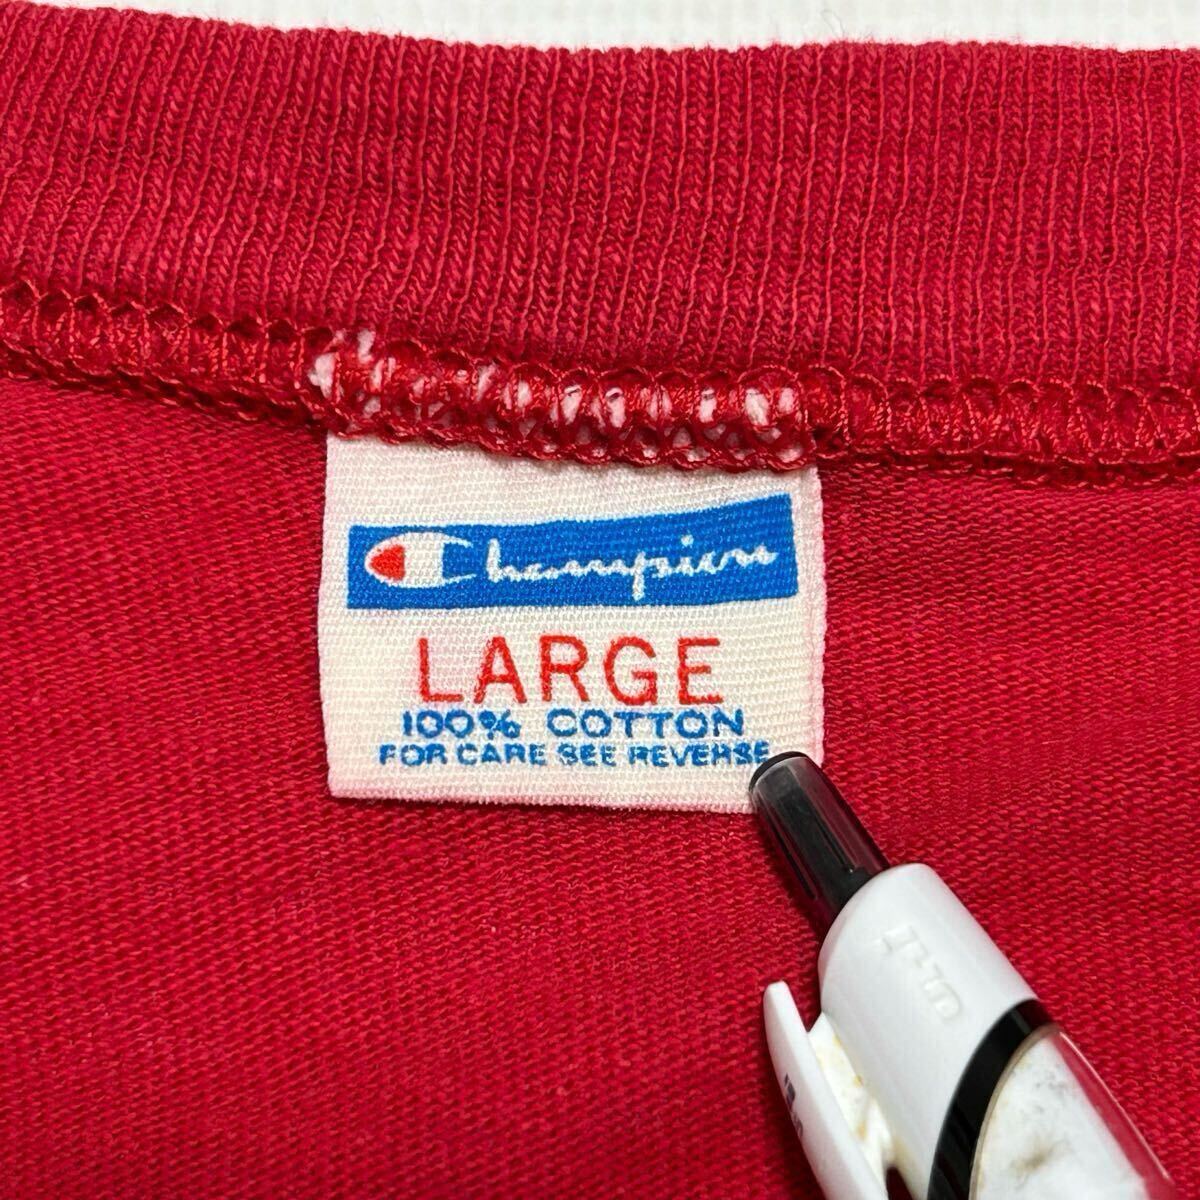 Champion
LARGE
100% COTTON
FOR CARE SEE REVERSE